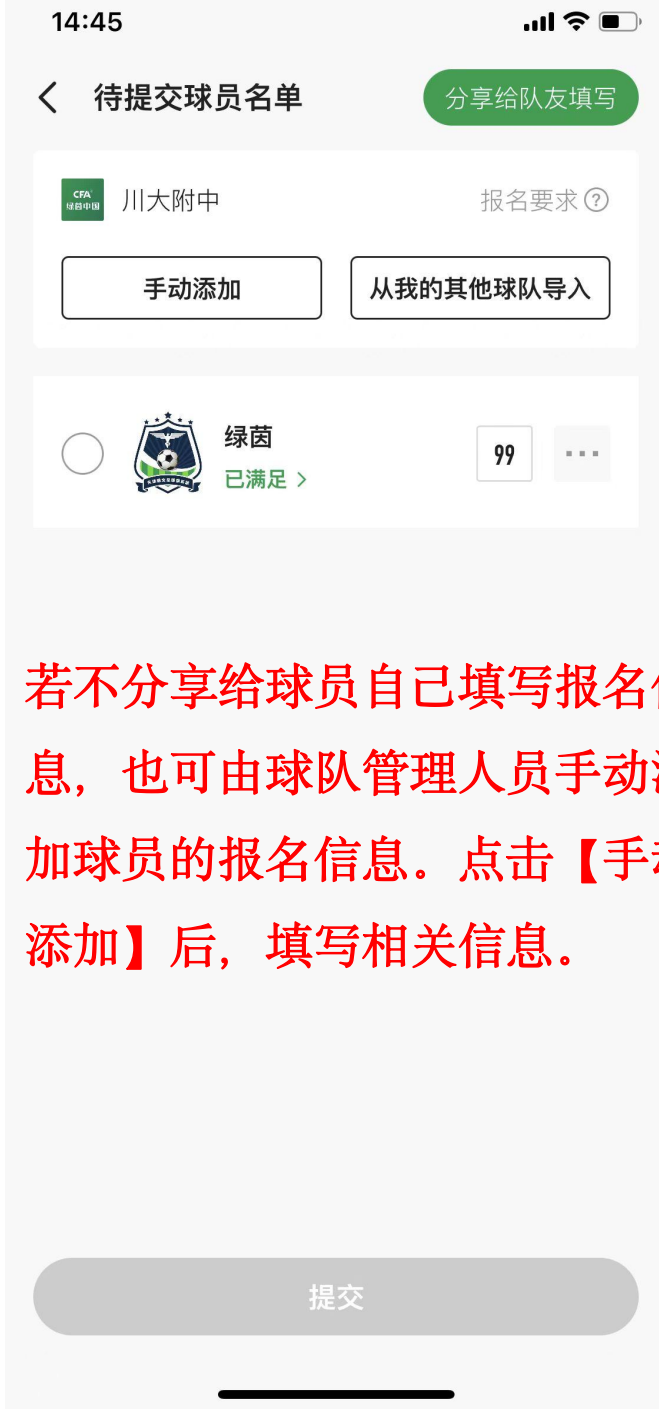 14:45
待提交球员名单
分享给队友填写
CFA
绿茵中国
川大附中
报名要求?
手动添加
从我的其他球队导入
绿茵
99
已满足
若不分享给球员自己填写报名
息，也可由球队管理人员手动
加球员的报名信息。点击【手
添加】后，填写相关信息。
提交